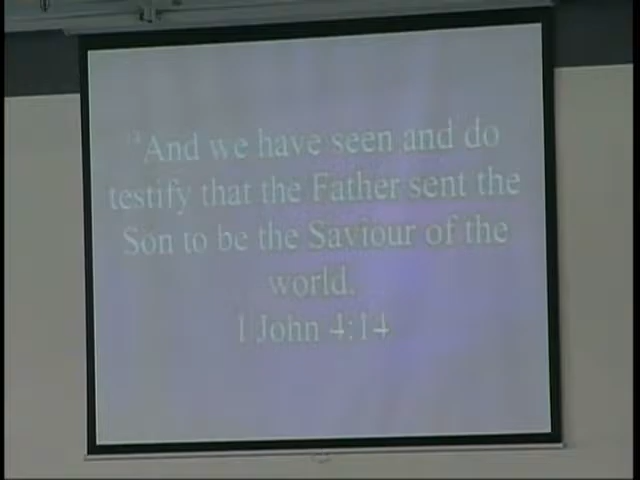 "And we have seen and do
testify that the Father sent the
Son to be the Saviour of the
world.
I John 4:14